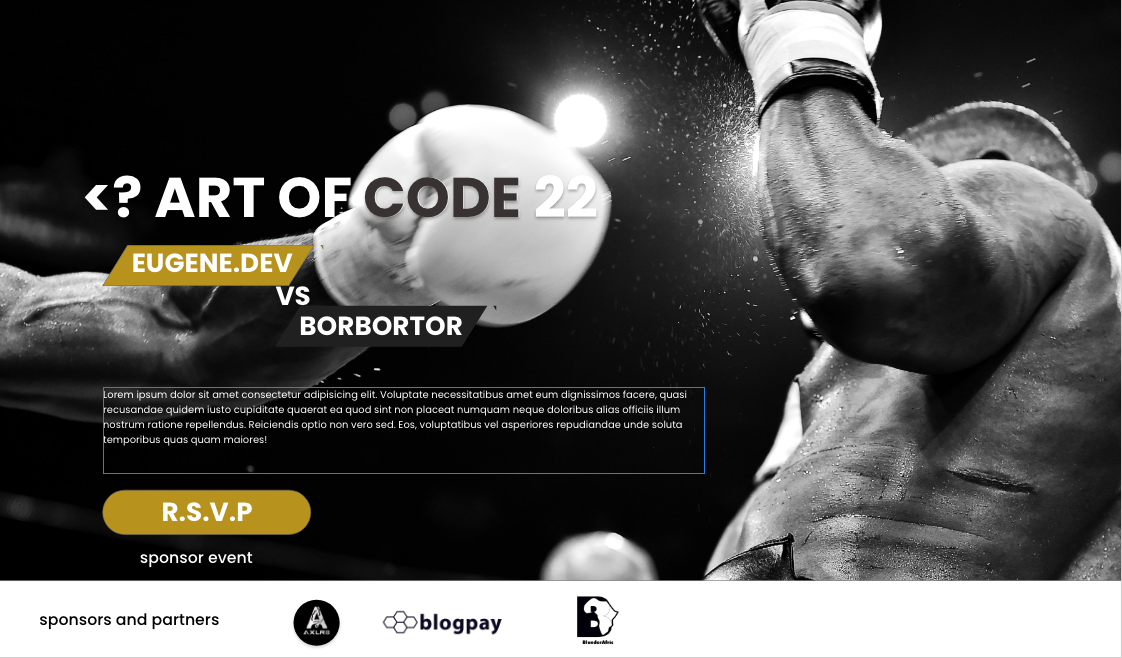 <? ART OF CODE 22
EUGENE.DEV
VS
BORBORTOR
Lorem ipsum dolor sit amet consectetur adipisicing elit. Voluptate necessitatibus amet eum dignissimos facere, quasi
recusandae quidem iusto cupiditate quaerat ea quod sint non placeat numquam neque doloribus alias officiis illum
nostrum ratione repellendus. Reiciendis optio non vero sed. Eos, voluptatibus vel asperiores repudiandae unde soluta
temporibus quas quam maiores!
R.S.V.P
sponsor event
sponsors and partners
AXLR8
blogpay
BlunderAfric